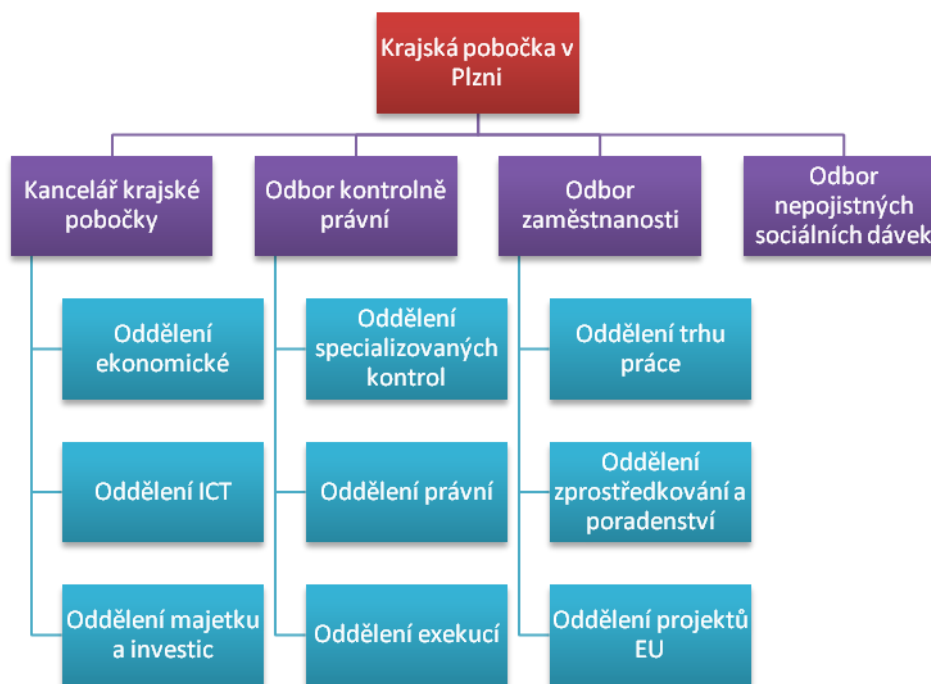 Krajská pobočka v
Plzni
Kancelář krajské
pobočky
Odbor kontrolně
právní
Odbor
zaměstnanosti
Odbor
nepojistných
sociálních dávek
Oddělení
ekonomické
Oddělení
specializovaných
kontrol
Oddělení trhu
práce
Oddělení ICT
Oddělení právní
Oddělení
zprostředkování a
poradenství
Oddělení majetku
a investic
Oddělení exekucí
Oddělení projektů
EU